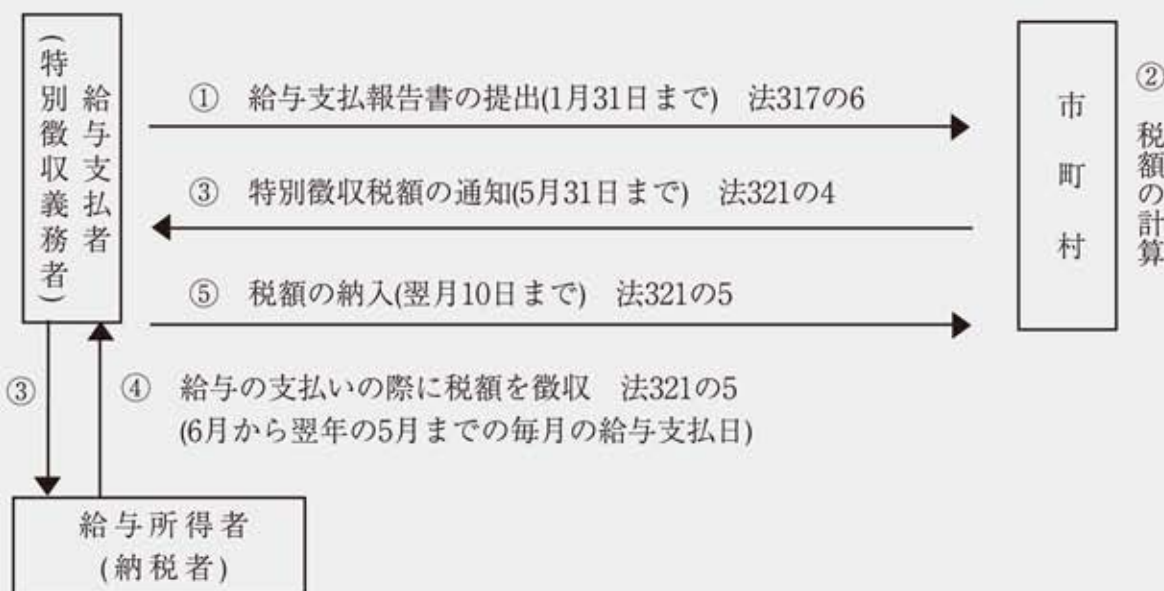 給与支払者
(特別徴収義務者)
① 給与支払報告書の提出(1月31日まで) 法317の6
市町村
② 税額の計算
③ 特別徴収税額の通知(5月31日まで) 法321の4
⑤ 税額の納入(翌月10日まで) 法321の5
③
④ 給与の支払いの際に税額を徴収 法321の5
(6月から翌年の5月までの毎月の給与支払日)
給与所得者
(納税者)